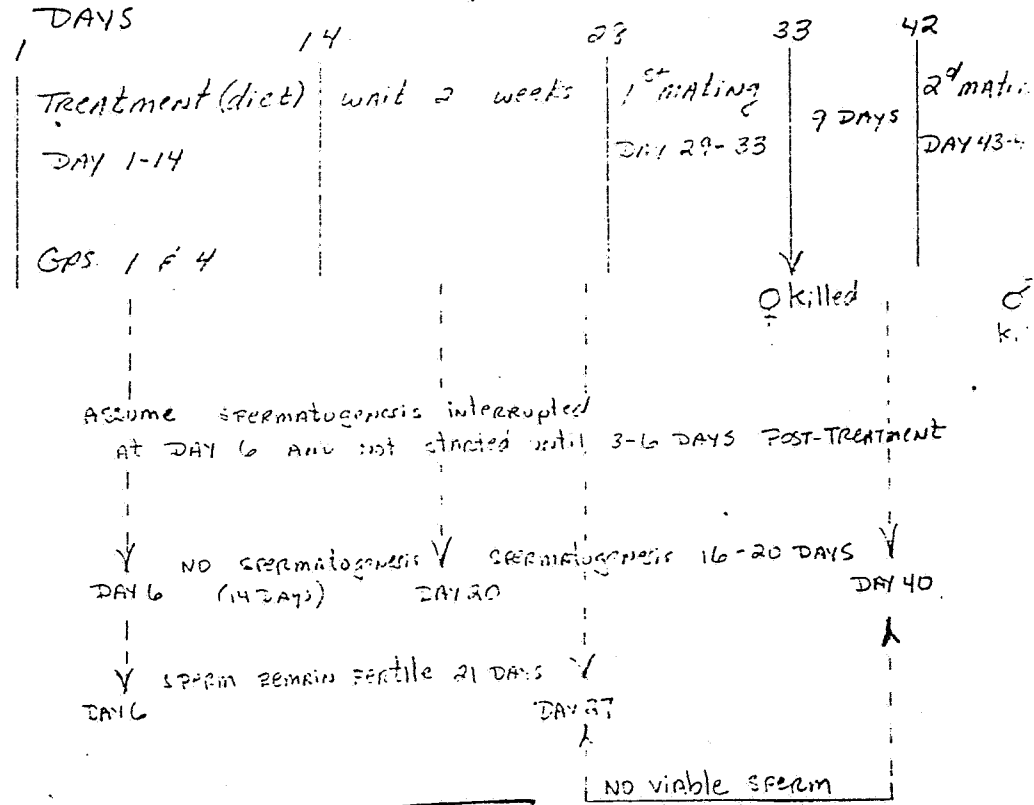 DAYS
1 14 28 33 42
Treatment (diet) wait 2 weeks 1st mating 9 DAYS 2d
DAY 1-14 DAY 29-33 DAY 43-
GPS. 1 & 4
♀ killed ♂
Assume spermatogenesis interrupted
at DAY 6 and not started until 3-6 DAYS POST-TREATMENT
NO spermatogenesis spermatogenesis 16-20 DAYS
DAY 6 (14 DAYS) DAY 20 DAY 40
sperm remain fertile 21 DAYS
DAY 6 DAY 27
NO viable sperm